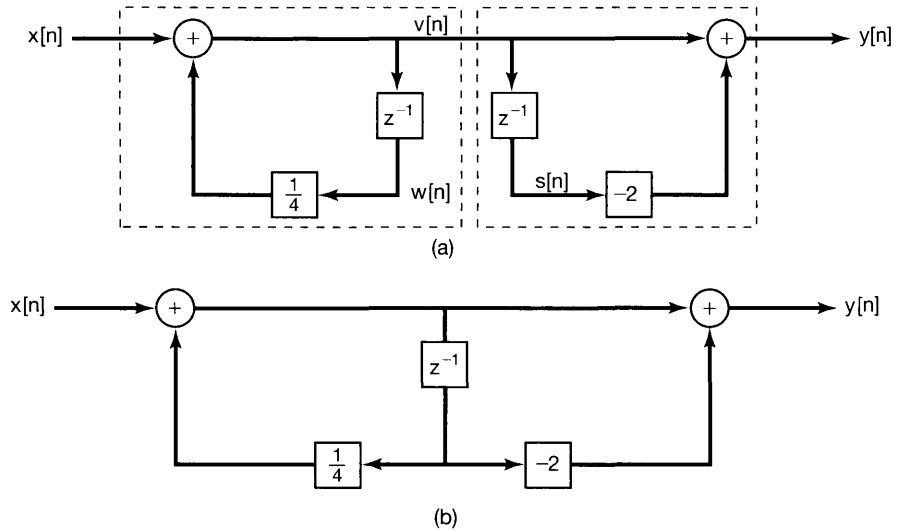 x[n] + v[n] + y[n]
z⁻¹ z⁻¹
1/4 w[n] s[n] −2
(a)
x[n] + + y[n]
z⁻¹
1/4 −2
(b)